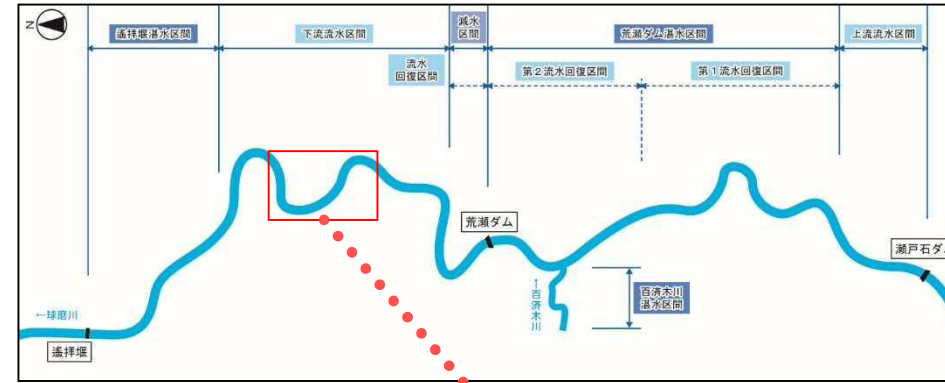 N
遙拝堰湛水区間
下流流水区間
減水
区間
荒瀬ダム湛水区間
上流流水区間
流水
回復区間
第2流水回復区間
第1流水回復区間
荒瀬ダム
瀬戸石ダ
←百済木川
百済木川
湛水区間
←球磨川
遙拝堰